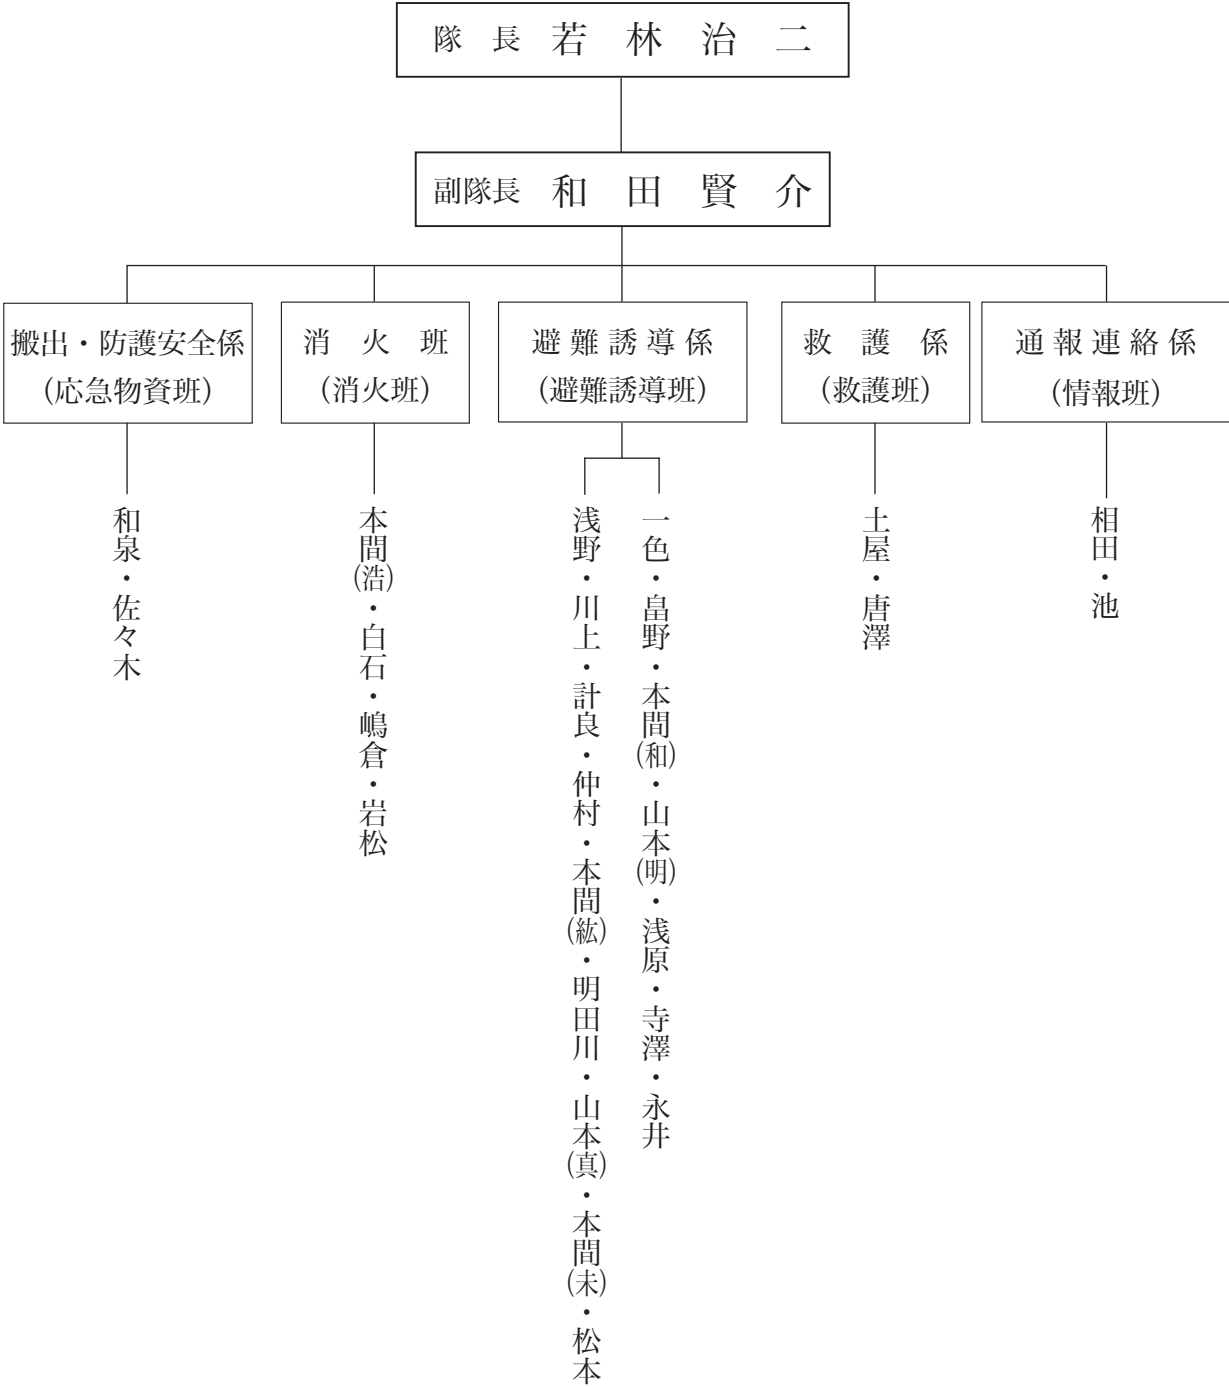 隊長 若林治二
副隊長 和田賢介
搬出・防護安全係
(応急物資班)
消火班
(消火班)
避難誘導係
(避難誘導班)
救護係
(救護班)
通報連絡係
(情報班)
和泉・佐々木
本間(浩)・白石・嶋倉・岩松
一色・畠野・本間(和)・山本(明)・浅原・寺澤・永井
浅野・川上・計良・仲村・本間(紘)・明田川・山本(真)・本間(未)・松本
土屋・唐澤
相田・池